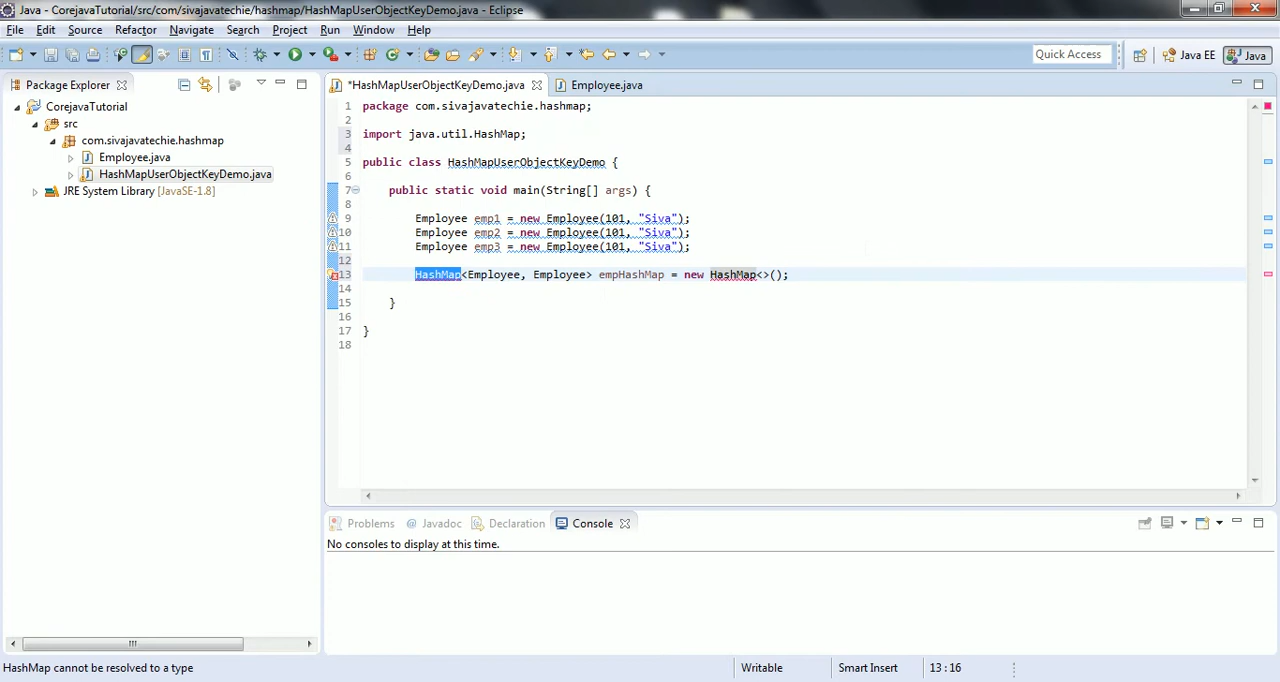 Java - CorejavaTutorial/src/com/sivajavatechie/hashmap/HashMapUserObjectKeyDemo.java - Eclipse
File Edit Source Refactor Navigate Search Project Run Window Help
Quick Access Java EE Java
Package Explorer
CorejavaTutorial
src
com.sivajavatechie.hashmap
Employee.java
HashMapUserObjectKeyDemo.java
JRE System Library [JavaSE-1.8]
*HashMapUserObjectKeyDemo.java Employee.java
1 package com.sivajavatechie.hashmap;
2
3 import java.util.HashMap;
4
5 public class HashMapUserObjectKeyDemo {
6
7 public static void main(String[] args) {
8
9 Employee emp1 = new Employee(101, "Siva");
10 Employee emp2 = new Employee(101, "Siva");
11 Employee emp3 = new Employee(101, "Siva");
12
13 HashMap<Employee, Employee> empHashMap = new HashMap<>();
14
15 }
16
17 }
18
Problems @ Javadoc Declaration Console
No consoles to display at this time.
HashMap cannot be resolved to a type Writable Smart Insert 13 : 16